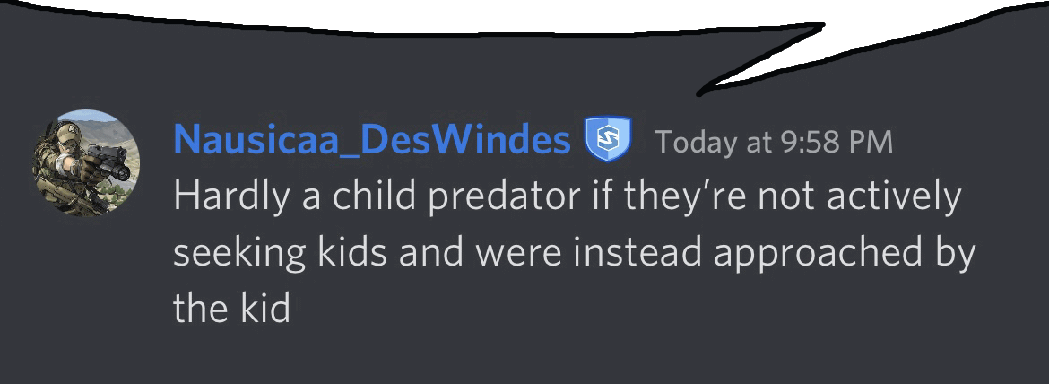 Nausicaa_DesWindes Today at 9:58 PM
Hardly a child predator if they're not actively
seeking kids and were instead approached by
the kid